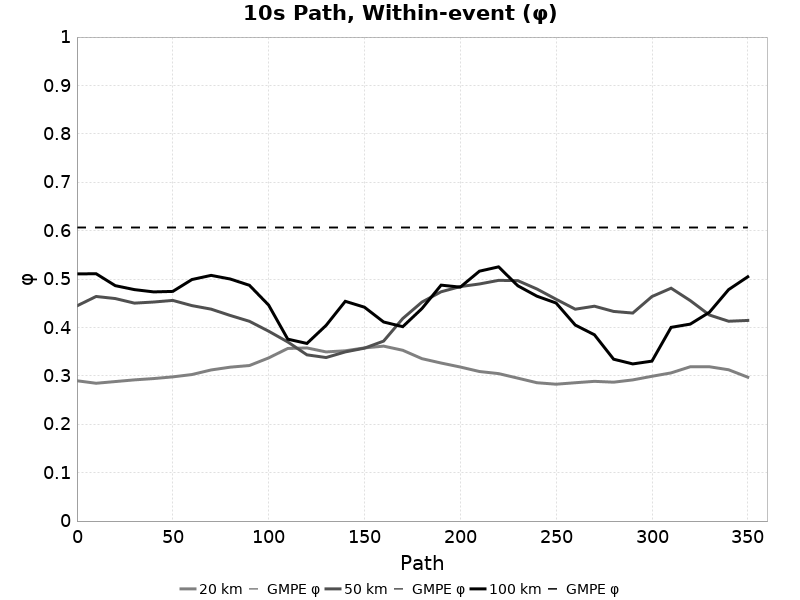 10s Path, Within-event (φ)
1
0.9
0.8
0.7
0.6
0.5
0.4
0.3
0.2
0.1
0
φ
0 50 100 150 200 250 300 350
Path
20 km GMPE φ 50 km GMPE φ 100 km GMPE φ